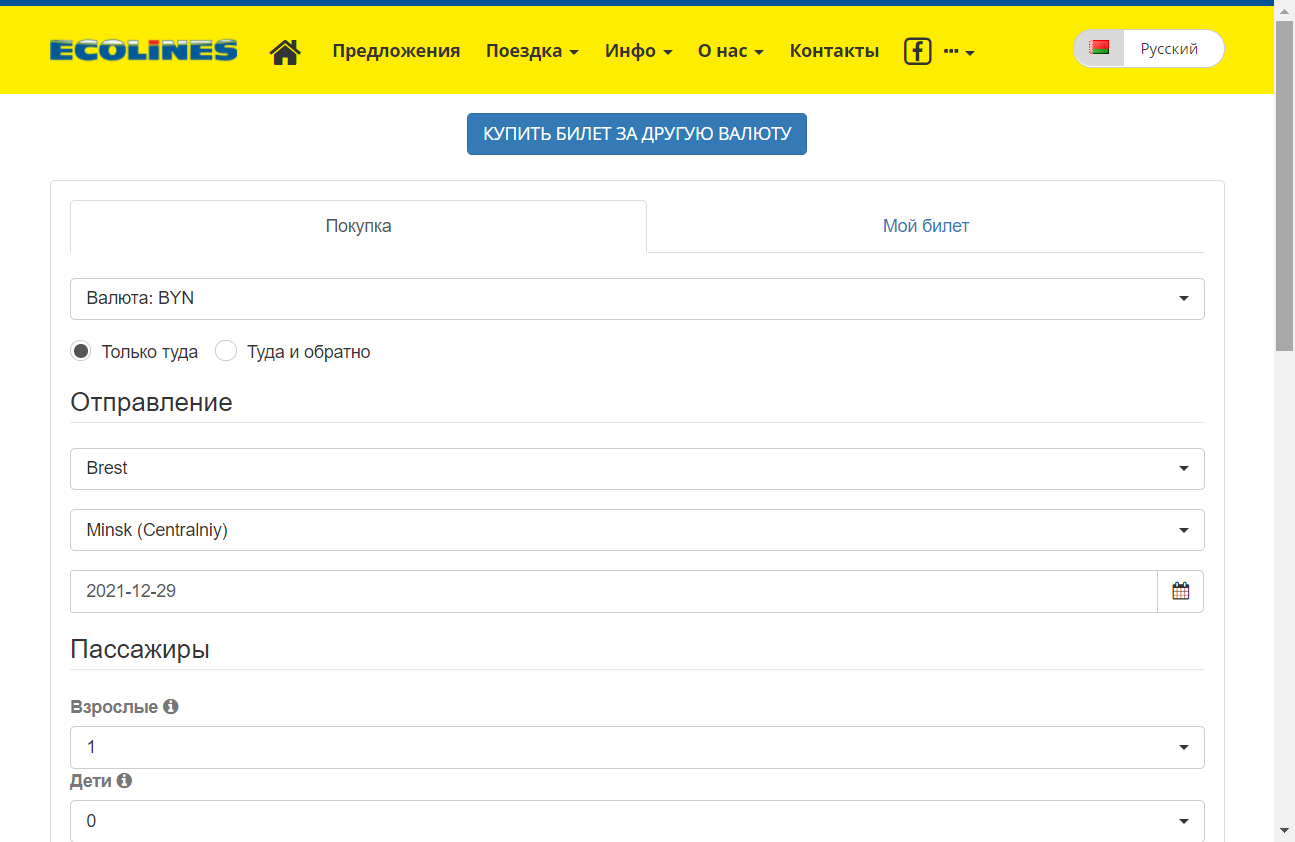 ECOLINES Предложения Поездка Инфо О нас Контакты ... Русский
КУПИТЬ БИЛЕТ ЗА ДРУГУЮ ВАЛЮТУ
Покупка Мой билет
Валюта: BYN
Только туда Туда и обратно
Отправление
Brest
Minsk (Centralniy)
2021-12-29
Пассажиры
Взрослые
1
Дети
0